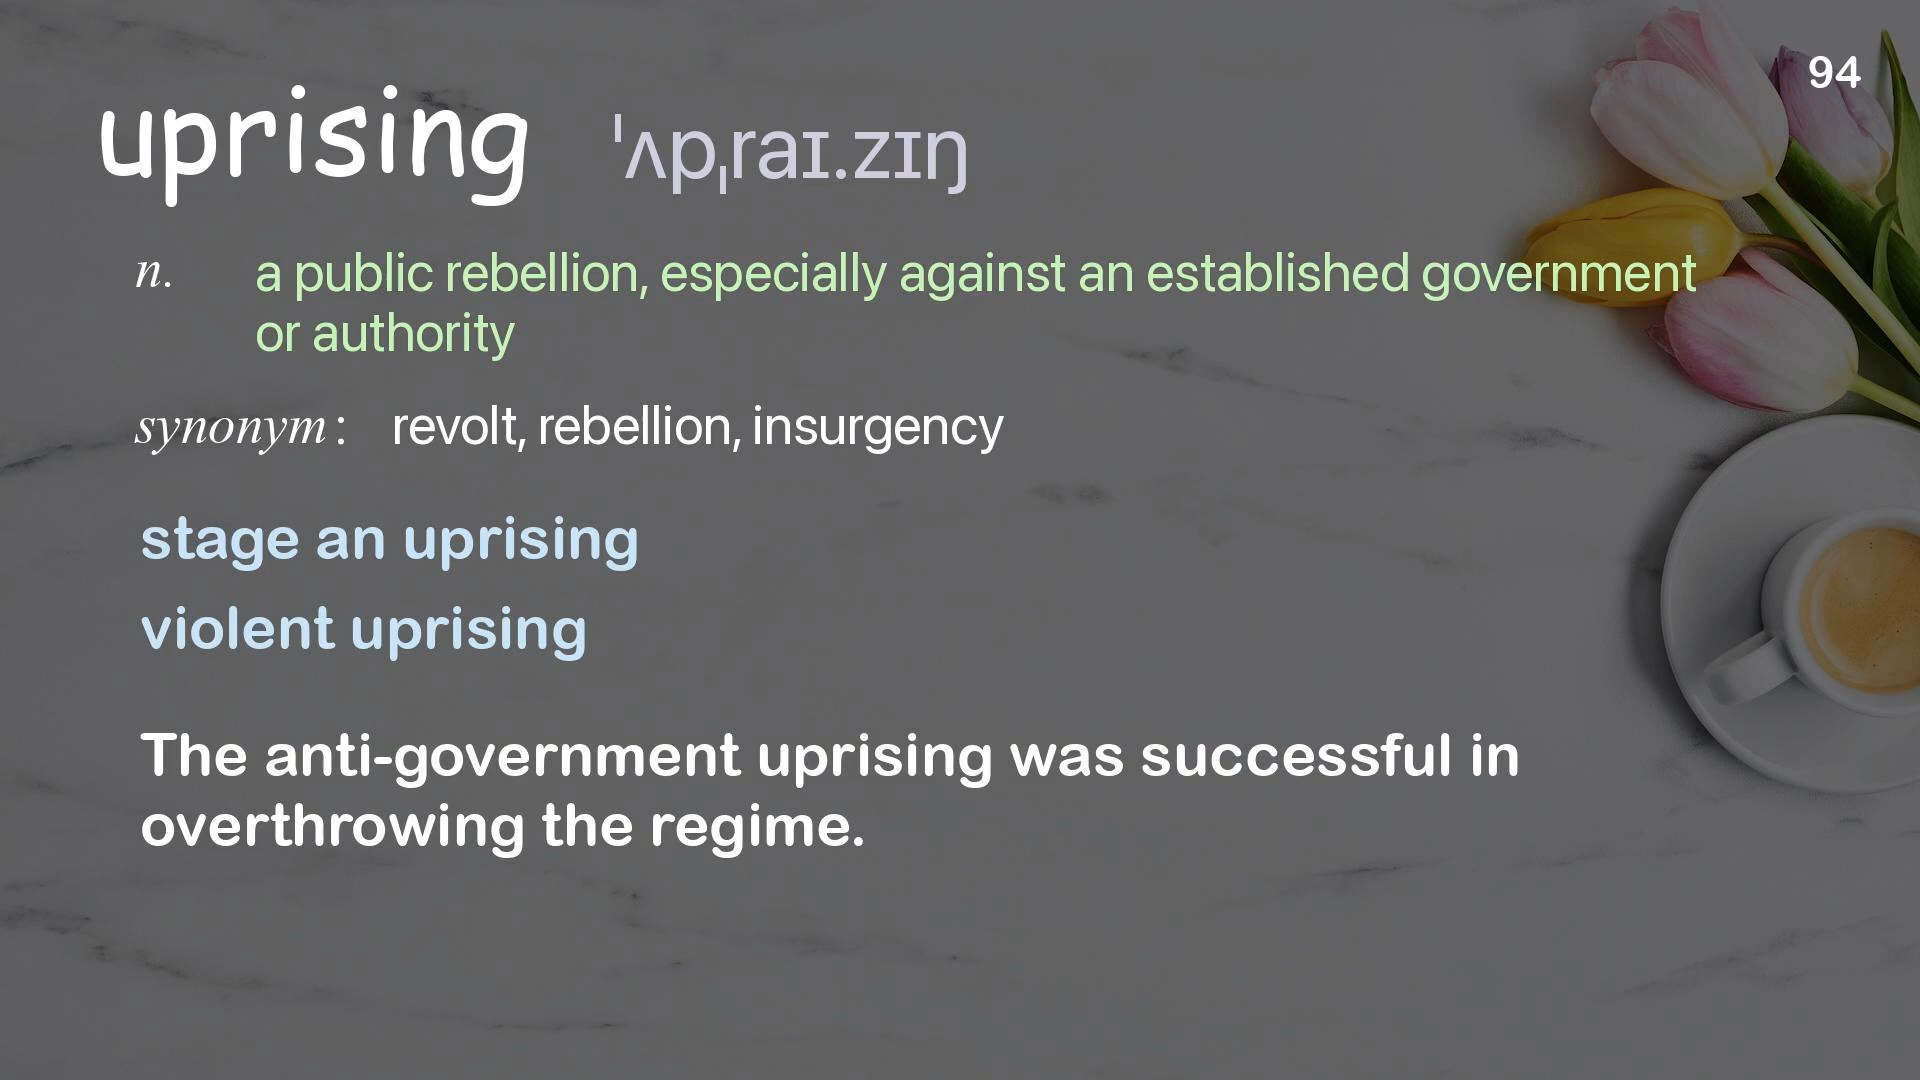 94
uprising ˈʌpˌraɪ.zɪŋ
n. a public rebellion, especially against an established government
or authority
synonym: revolt, rebellion, insurgency
stage an uprising
violent uprising
The anti-government uprising was successful in
overthrowing the regime.